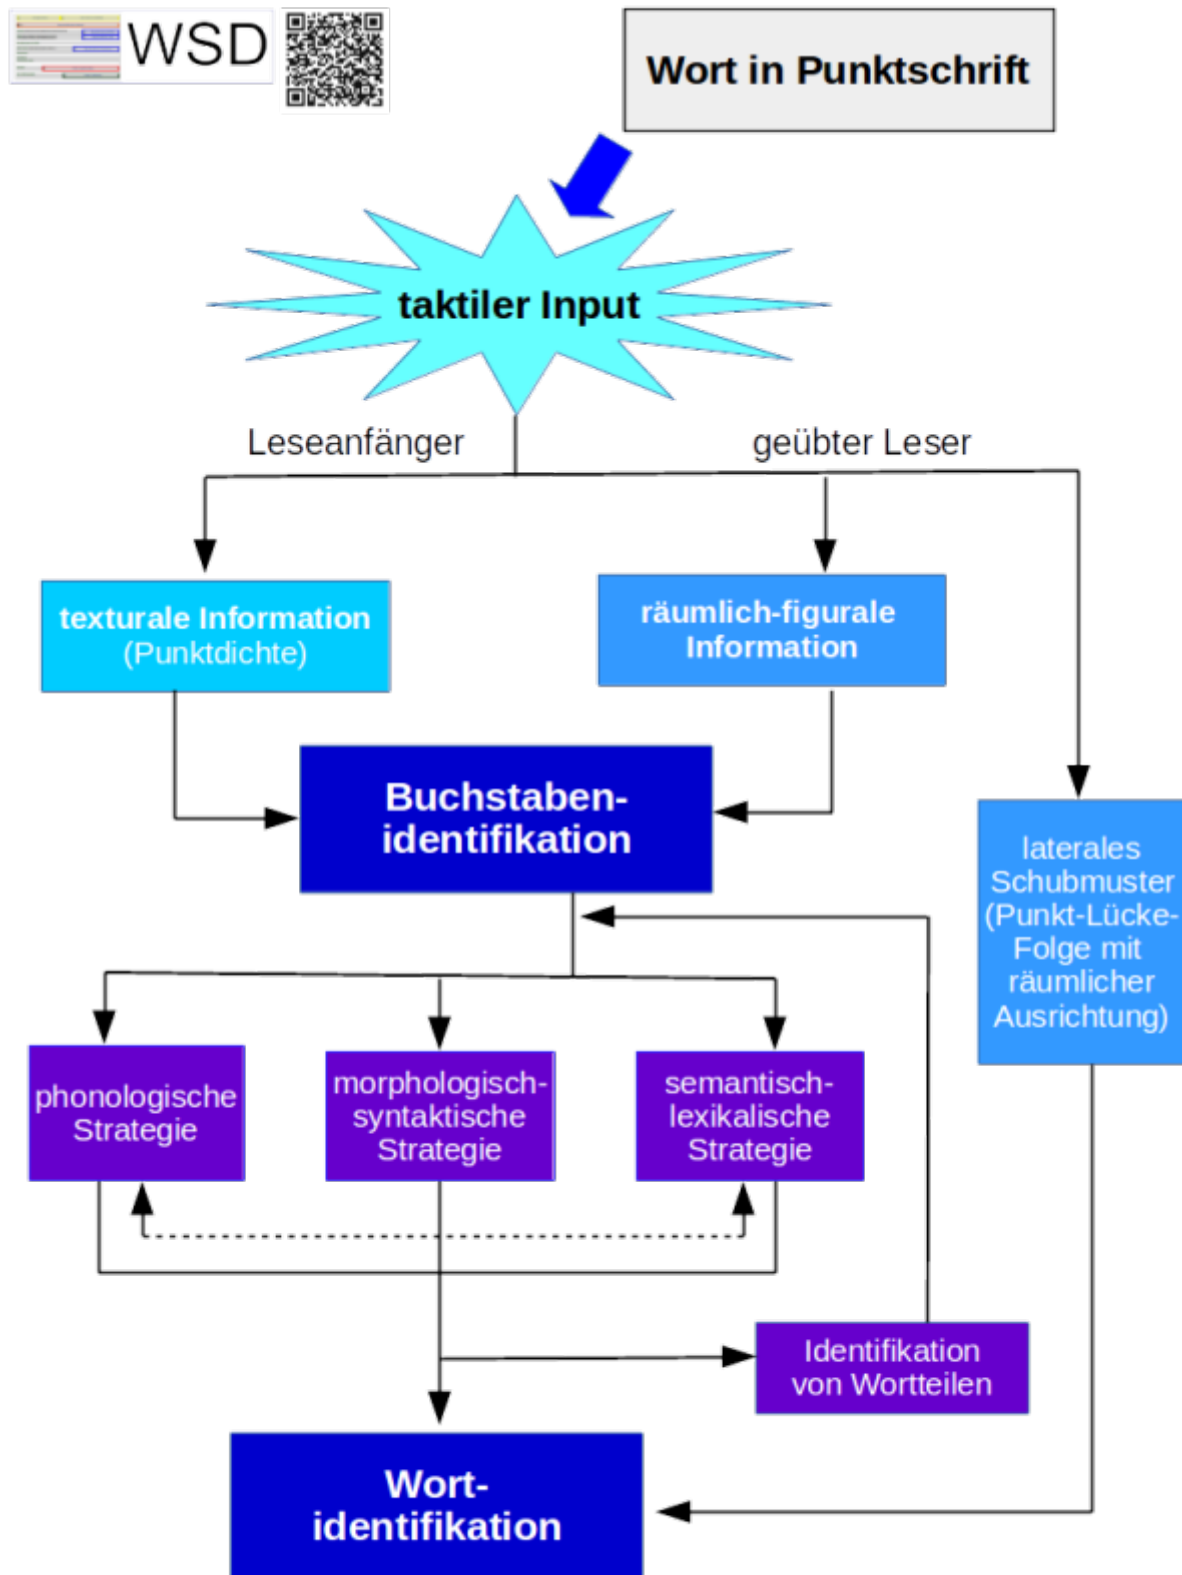 WSD
Wort in Punktschrift
taktiler Input
Leseanfänger
geübter Leser
texturale Information
(Punktdichte)
räumlich-figurale
Information
Buchstaben-
identifikation
laterales
Schubmuster
(Punkt-Lücke-
Folge mit
räumlicher
Ausrichtung)
phonologische
Strategie
morphologisch-
syntaktische
Strategie
semantisch-
lexikalische
Strategie
Identifikation
von Wortteilen
Wort-
identifikation